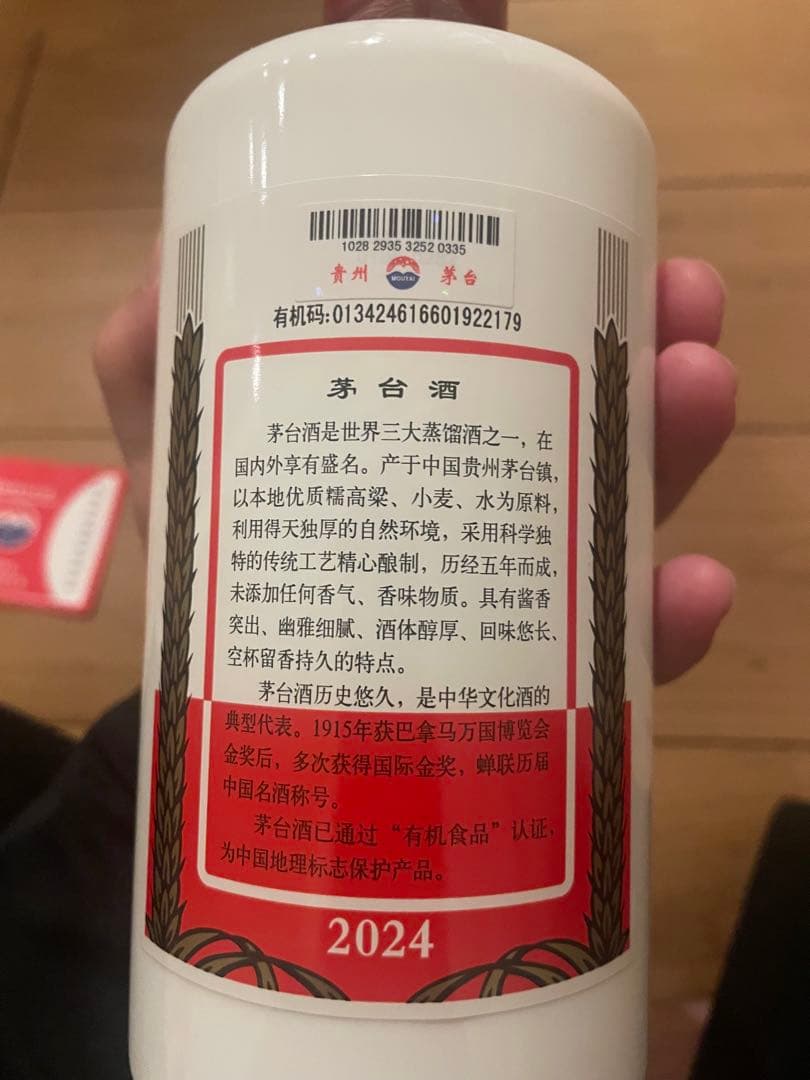 1028 2935 3252 0335
貴州 MOUTAI 茅台
有机码:013424616601922179
茅台酒
茅台酒是世界三大蒸馏酒之一，在
国内外享有盛名。产于中国贵州茅台镇，
以本地优质糯高粱、小麦、水为原料，
利用得天独厚的自然环境，采用科学独
特的传统工艺精心酿制，历经五年而成，
未添加任何香气、香味物质。具有酱香
突出、幽雅细腻、酒体醇厚、回味悠长、
空杯留香持久的特点。
茅台酒历史悠久，是中华文化酒的
典型代表。1915年获巴拿马万国博览会
金奖后，多次获得国际金奖，蝉联历届
中国名酒称号。
茅台酒已通过“有机食品”认证，
为中国地理标志保护产品。
2024